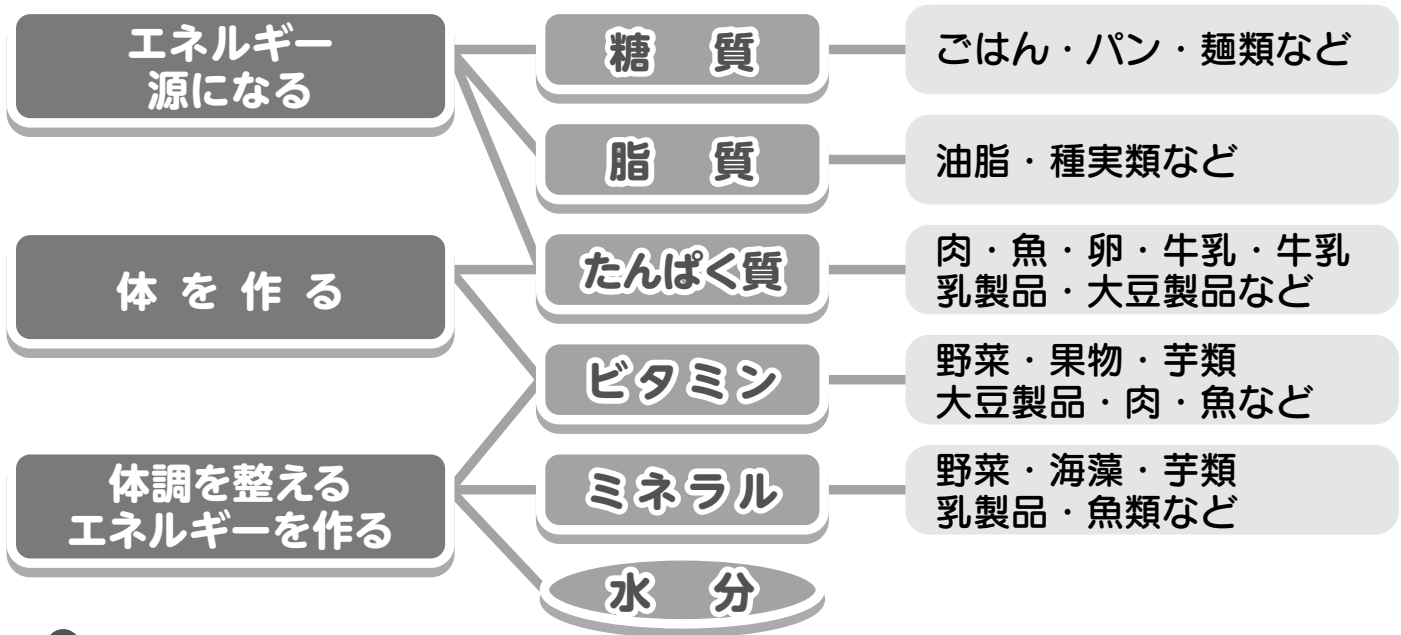 エネルギー
源になる
糖 質
ごはん・パン・麺類など
脂 質
油脂・種実類など
体を作る
たんぱく質
肉・魚・卵・牛乳・牛乳
乳製品・大豆製品など
ビタミン
野菜・果物・芋類
大豆製品・肉・魚など
体調を整える
エネルギーを作る
ミネラル
野菜・海藻・芋類
乳製品・魚類など
水 分